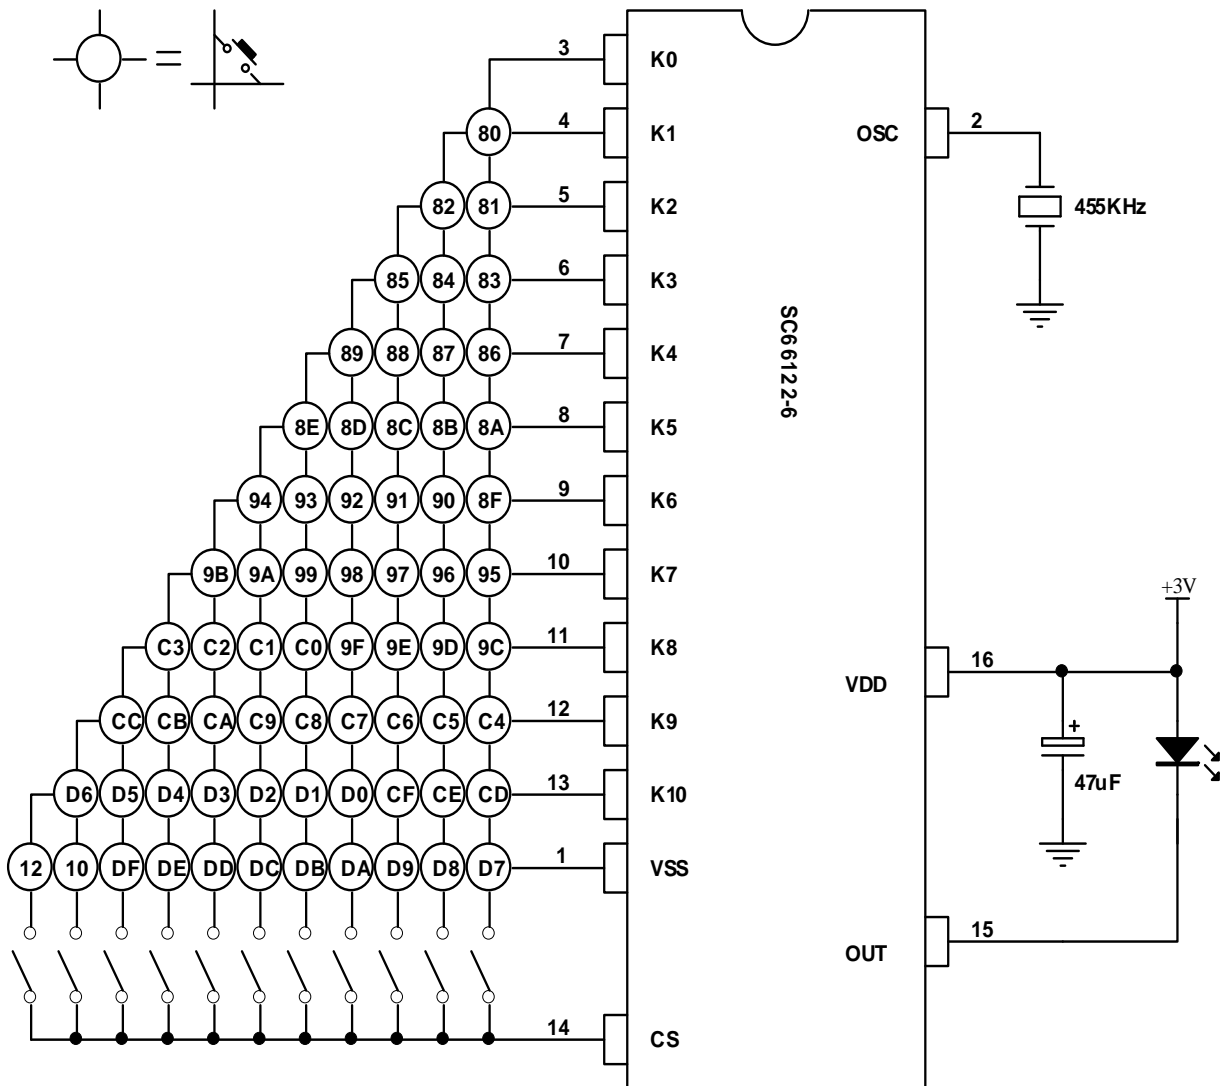 3 K0
80 4 K1 OSC 2
82 81 5 K2 455KHz
85 84 83 6 K3
SC66122-6
89 88 87 86 7 K4
8E 8D 8C 8B 8A 8 K5
94 93 92 91 90 8F 9 K6
9B 9A 99 98 97 96 95 10 K7
+3V
C3 C2 C1 C0 9F 9E 9D 9C 11 K8
VDD 16
CC CB CA C9 C8 C7 C6 C5 C4 12 K9
+
47uF
D6 D5 D4 D3 D2 D1 D0 CF CE CD 13 K10
12 10 DF DE DD DC DB DA D9 D8 D7 1 VSS
OUT 15
14 CS